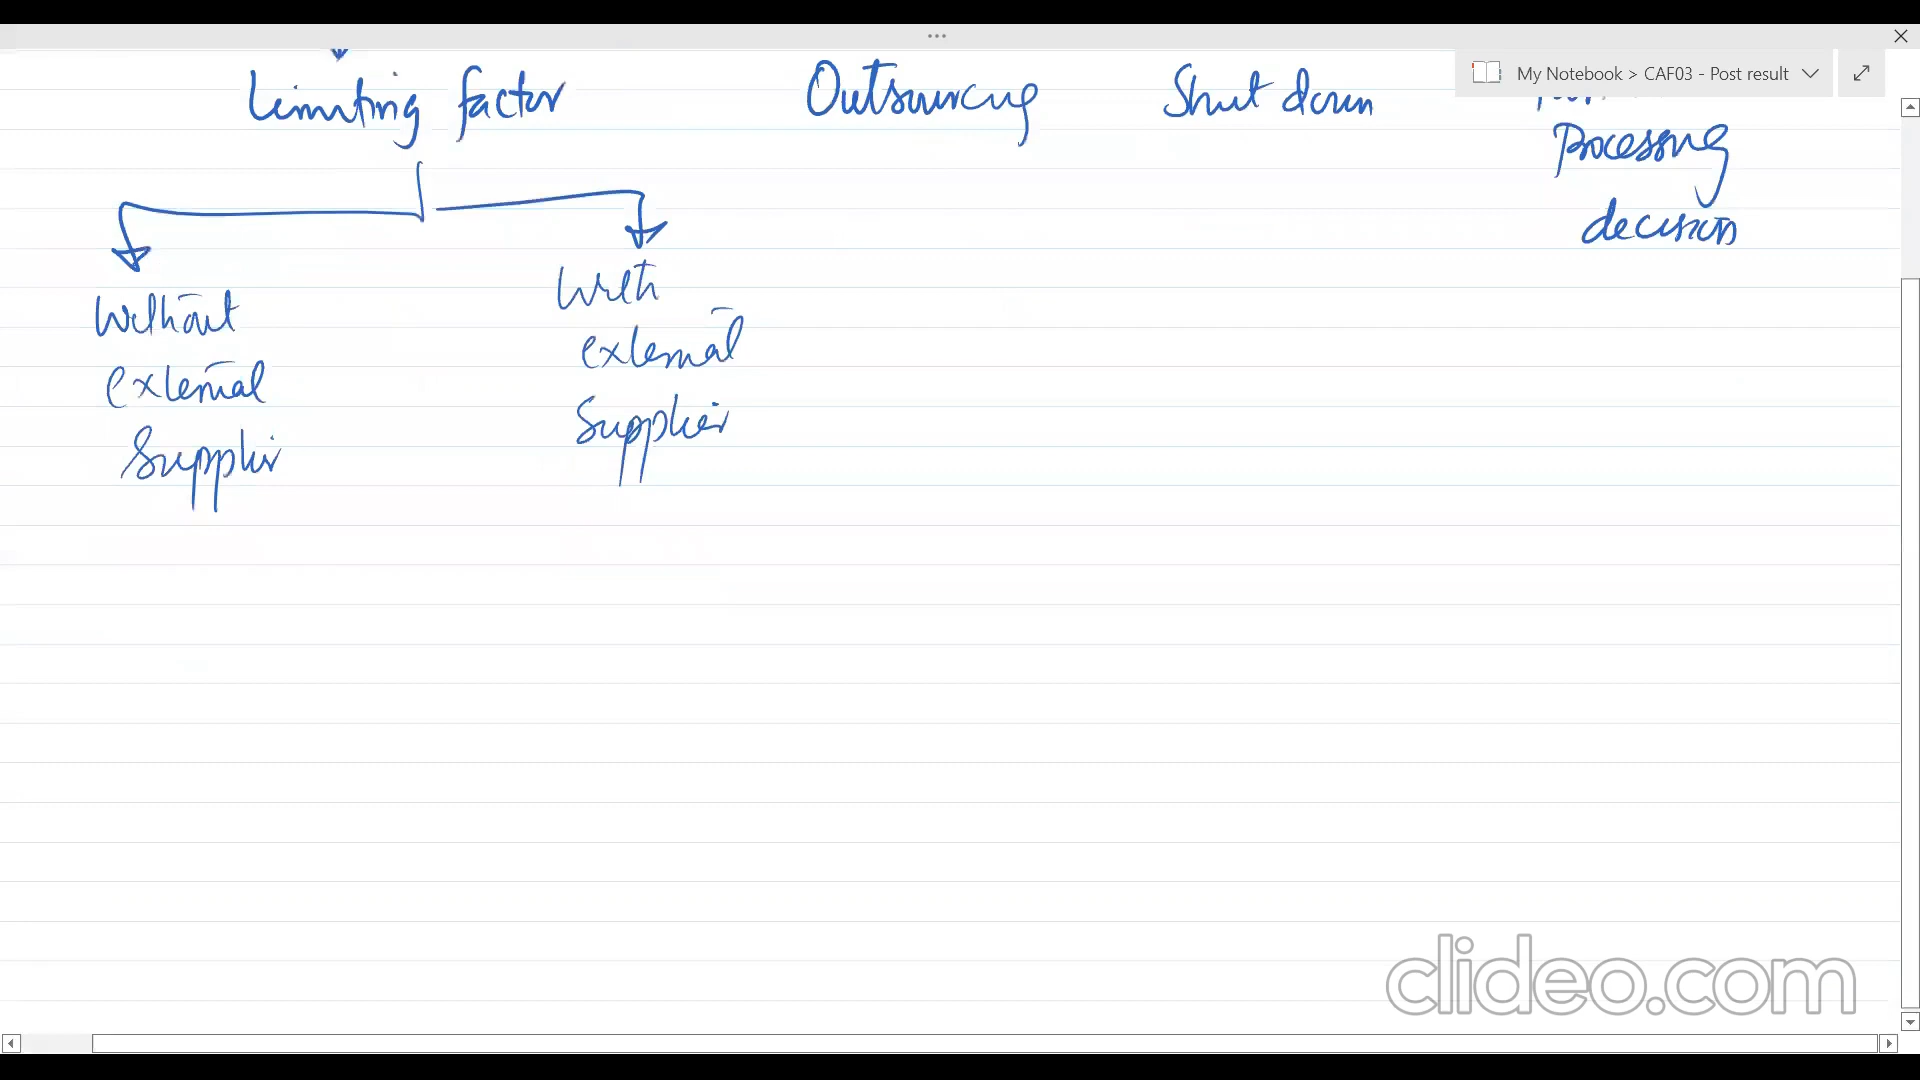 My Notebook > CAF03 - Post result
Limiting factor
Outsourcing
Shut down
Processing
decision
Without
external
Supplier
With
external
Supplier
clideo.com